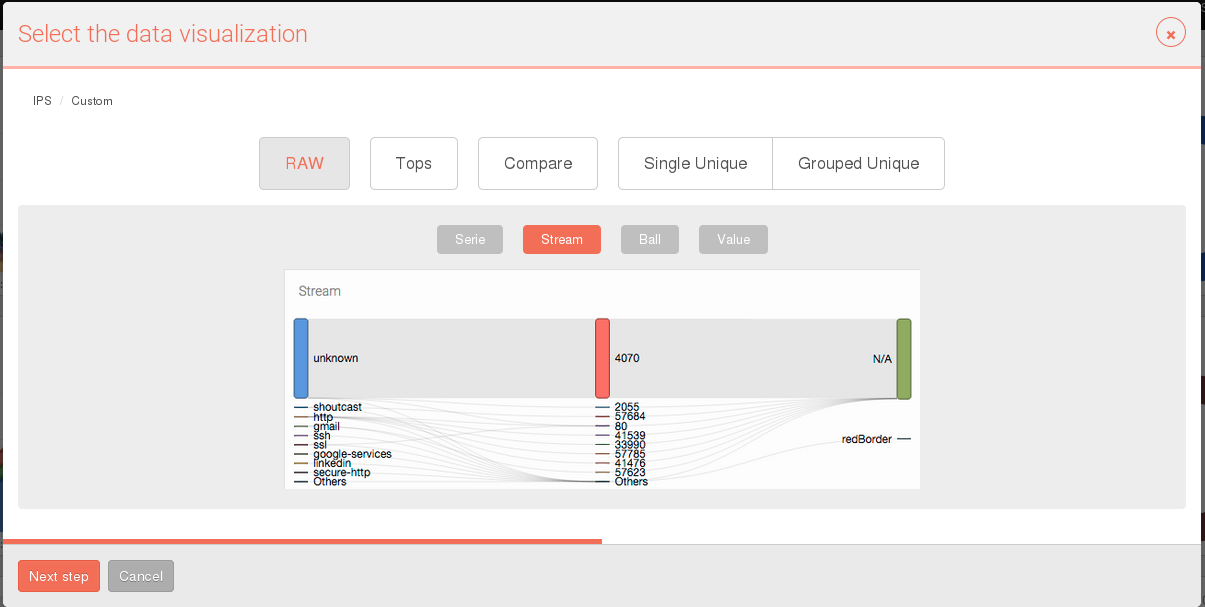 Select the data visualization
IPS / Custom
RAW
Tops
Compare
Single Unique
Grouped Unique
Serie
Stream
Ball
Value
Stream
unknown
4070
N/A
shoutcast
2055
http
57684
gmail
80
ssh
41539
redBorder
ssl
33990
google-services
57785
linkedin
41476
secure-http
57623
Others
Others
Next step
Cancel